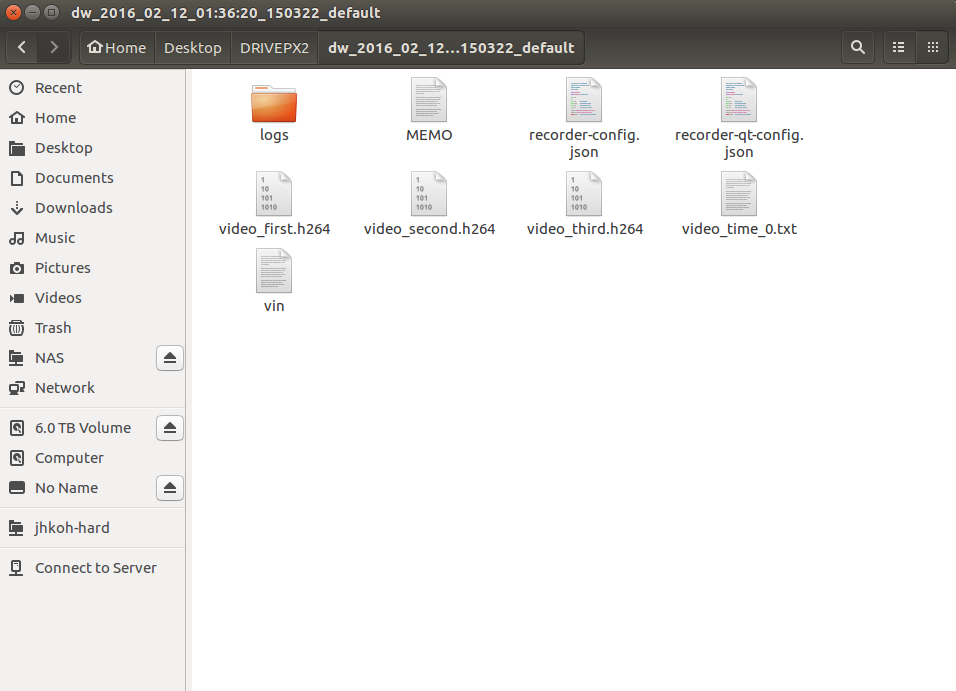 dw_2016_02_12_01:36:20_150322_default
Home Desktop DRIVEPX2 dw_2016_02_12...150322_default
Recent
Home
Desktop
Documents
Downloads
Music
Pictures
Videos
Trash
NAS
Network
6.0 TB Volume
Computer
No Name
jhkoh-hard
Connect to Server
logs
MEMO
recorder-config.
json
recorder-qt-config.
json
1
10
101
1010
video_first.h264
1
10
101
1010
video_second.h264
1
10
101
1010
video_third.h264
video_time_0.txt
vin